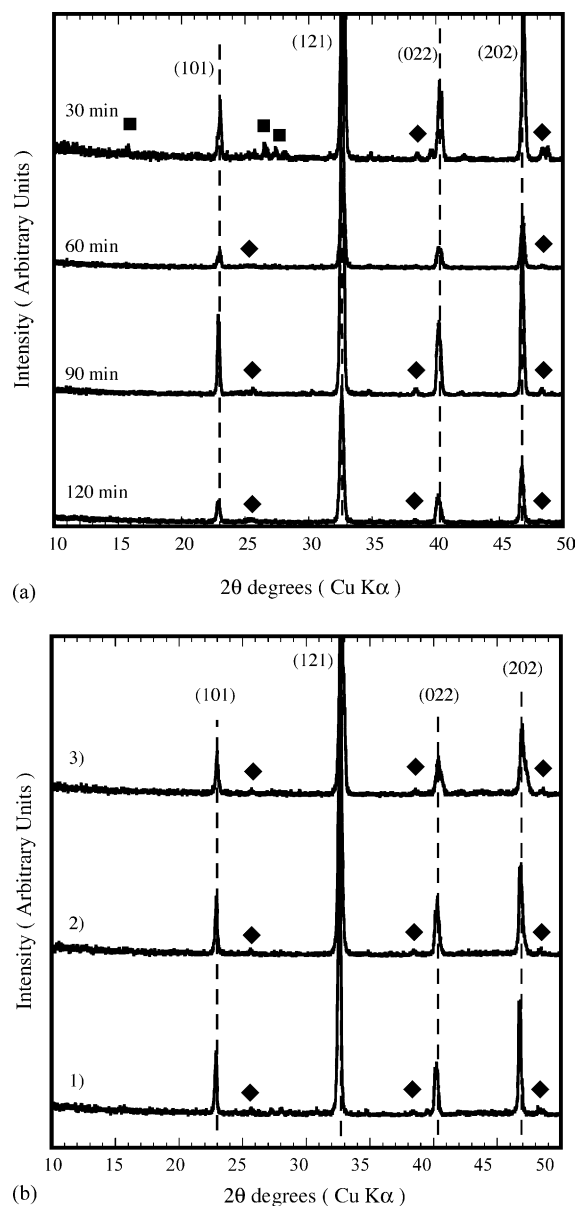 (121)
(022)
(202)
(101)
30 min
60 min
90 min
120 min
Intensity ( Arbitrary Units )
10 15 20 25 30 35 40 45 50
(a)
2θ degrees ( Cu Kα )
(121)
(101)
(022)
(202)
3)
2)
1)
Intensity ( Arbitrary Units )
10 15 20 25 30 35 40 45 50
(b)
2θ degrees ( Cu Kα )